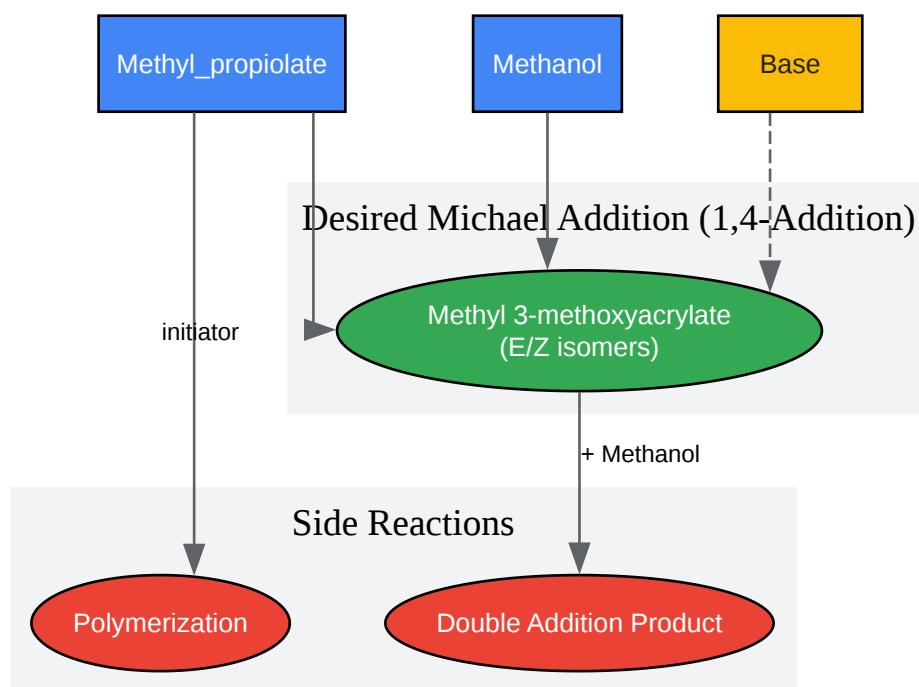 Methyl_propiolate
Methanol
Base
Desired Michael Addition (1,4-Addition)
Methyl 3-methoxyacrylate
(E/Z isomers)
initiator
+ Methanol
Side Reactions
Polymerization
Double Addition Product